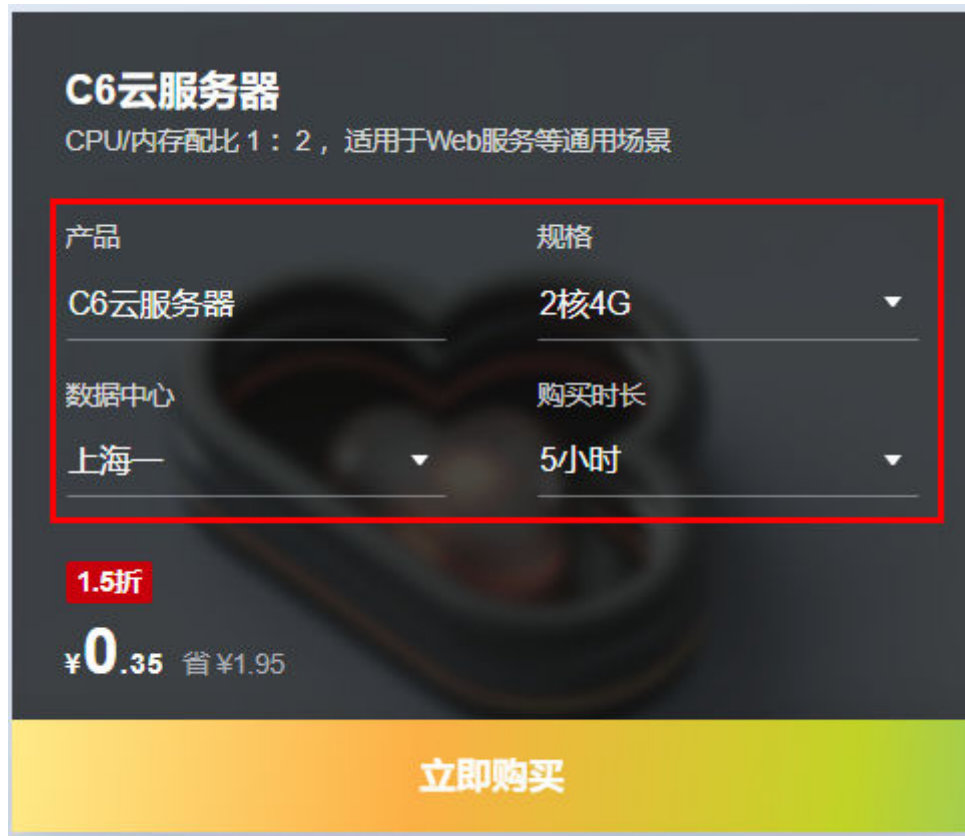 C6云服务器
CPU/内存配比 1：2，适用于Web服务等通用场景
产品 规格
C6云服务器 2核4G
数据中心 购买时长
上海一 5小时
1.5折
¥0.35 省¥1.95
立即购买